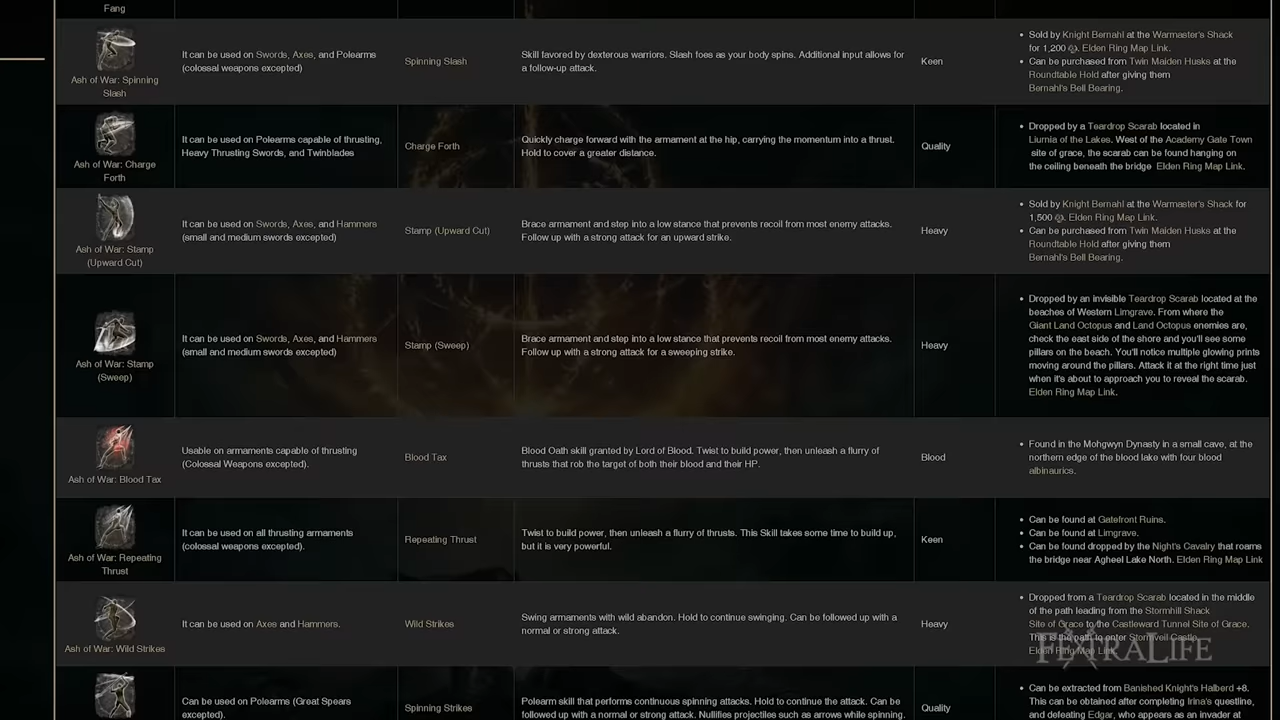 Fang
Ash of War: Spinning
Slash
It can be used on Swords, Axes, and Polearms
(colossal weapons excepted)
Spinning Slash
Skill favored by dexterous warriors. Slash foes as your body spins. Additional input allows for
a follow-up attack.
Keen
• Sold by Knight Bernahl at the Warmaster's Shack
for 1,200 . Elden Ring Map Link.
• Can be purchased from Twin Maiden Husks at the
Roundtable Hold after giving them
Bernahl's Bell Bearing.
Ash of War: Charge
Forth
It can be used on Polearms capable of thrusting,
Heavy Thrusting Swords, and Twinblades
Charge Forth
Quickly charge forward with the armament at the hip, carrying the momentum into a thrust.
Hold to cover a greater distance.
Quality
• Dropped by a Teardrop Scarab located in
Liurnia of the Lakes. West of the Academy Gate Town
site of grace, the scarab can be found hanging on
the ceiling beneath the bridge Elden Ring Map Link.
Ash of War: Stamp
(Upward Cut)
It can be used on Swords, Axes, and Hammers
(small and medium swords excepted)
Stamp (Upward Cut)
Brace armament and step into a low stance that prevents recoil from most enemy attacks.
Follow up with a strong attack for an upward strike.
Heavy
• Sold by Knight Bernahl at the Warmaster's Shack for
1,500 . Elden Ring Map Link.
• Can be purchased from Twin Maiden Husks at the
Roundtable Hold after giving them
Bernahl's Bell Bearing.
Ash of War: Stamp
(Sweep)
It can be used on Swords, Axes, and Hammers
(small and medium swords excepted)
Stamp (Sweep)
Brace armament and step into a low stance that prevents recoil from most enemy attacks.
Follow up with a strong attack for a sweeping strike.
Heavy
• Dropped by an invisible Teardrop Scarab located at the
beaches of Western Limgrave. From where the
Giant Land Octopus and Land Octopus enemies are,
check the east side of the shore and you'll see some
pillars on the beach. You'll notice multiple glowing prints
moving around the pillars. Attack it at the right time just
when it's about to approach you to reveal the scarab.
Elden Ring Map Link.
Ash of War: Blood Tax
Usable on armaments capable of thrusting
(Colossal Weapons excepted).
Blood Tax
Blood Oath skill granted by Lord of Blood. Twist to build power, then unleash a flurry of
thrusts that rob the target of both their blood and their HP.
Blood
• Found in the Mohgwyn Dynasty in a small cave, at the
northern edge of the blood lake with four blood
albinaurics.
Ash of War: Repeating
Thrust
It can be used on all thrusting armaments
(colossal weapons excepted).
Repeating Thrust
Twist to build power, then unleash a flurry of thrusts. This Skill takes some time to build up,
but it is very powerful.
Keen
• Can be found at Gatefront Ruins.
• Can be found at Limgrave.
• Can be found dropped by the Night's Cavalry that roams
the bridge near Agheel Lake North. Elden Ring Map Link
Ash of War: Wild Strikes
It can be used on Axes and Hammers.
Wild Strikes
Swing armaments with wild abandon. Hold to continue swinging. Can be followed up with a
normal or strong attack.
Heavy
• Dropped from a Teardrop Scarab located in the middle
of the path leading from the Stormhill Shack
Site of Grace to the Castleward Tunnel Site of Grace.
This is the path to enter Stormveil Castle.
Elden Ring Map Link.
FEXTRALIFE
Can be used on Polearms (Great Spears
excepted).
Spinning Strikes
Polearm skill that performs continuous spinning attacks. Hold to continue the attack. Can be
followed up with a normal or strong attack. Nullifies projectiles such as arrows while spinning.
Quality
• Can be extracted from Banished Knight's Halberd +8.
This can be obtained after completing Irina's questline,
and defeating Edgar, who appears as an invader at